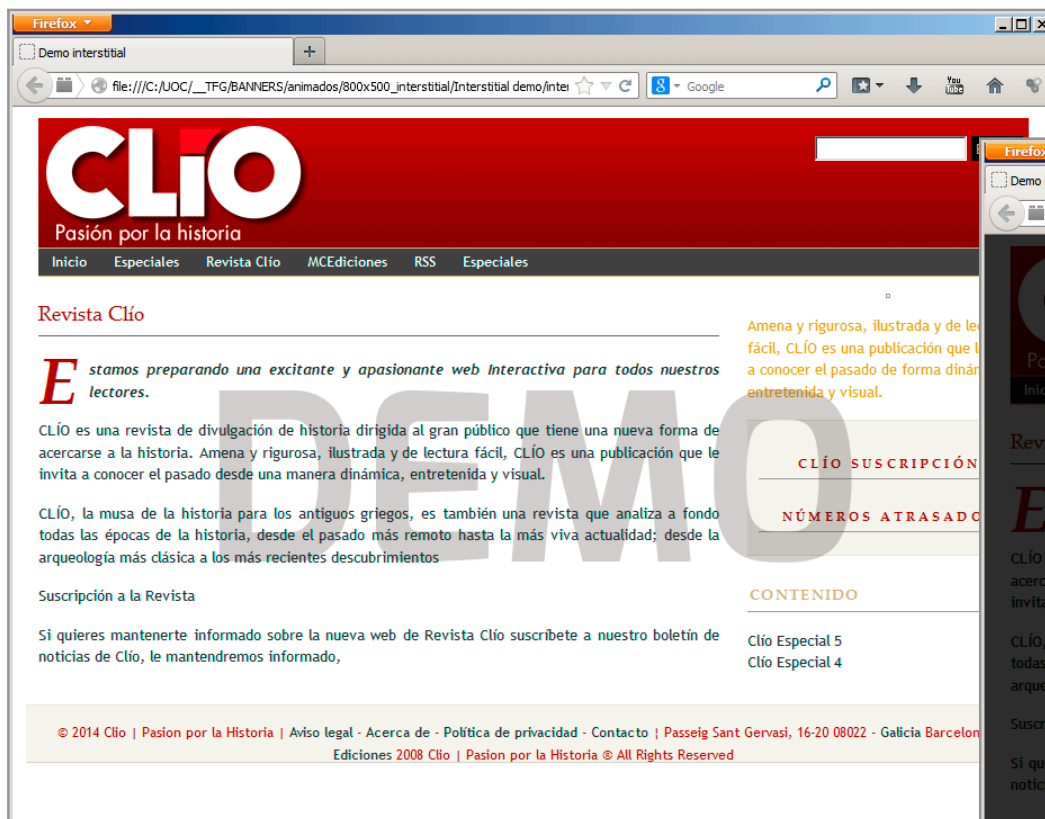 Firefox
Demo interstitial
file:///C:/UOC/__TFG/BANNERS/animados/800x500_interstitial/Interstitial demo/inter
Google
You
Tube
CLíO
Pasión por la historia
Inicio Especiales Revista Clío MCEdiciones RSS Especiales
Revista Clío
Estamos preparando una excitante y apasionante web Interactiva para todos nuestros
lectores.
CLÍO es una revista de divulgación de historia dirigida al gran público que tiene una nueva forma de
acercarse a la historia. Amena y rigurosa, ilustrada y de lectura fácil, CLÍO es una publicación que le
invita a conocer el pasado desde una manera dinámica, entretenida y visual.
CLÍO, la musa de la historia para los antiguos griegos, es también una revista que analiza a fondo
todas las épocas de la historia, desde el pasado más remoto hasta la más viva actualidad; desde la
arqueología más clásica a los más recientes descubrimientos
Suscripción a la Revista
Si quieres mantenerte informado sobre la nueva web de Revista Clío suscríbete a nuestro boletín de
noticias de Clío, le mantendremos informado,
DEMO
Amena y rigurosa, ilustrada y de lec
fácil, CLÍO es una publicación que l
a conocer el pasado de forma dinám
entretenida y visual.
CLÍO SUSCRIPCIÓN
NÚMEROS ATRASADO
CONTENIDO
Clío Especial 5
Clío Especial 4
© 2014 Clio | Pasion por la Historia | Aviso legal - Acerca de - Política de privacidad - Contacto | Passeig Sant Gervasi, 16-20 08022 - Galicia Barcelon
Ediciones 2008 Clio | Pasion por la Historia ® All Rights Reserved
Firefox
Demo
Inic
Rev
E
CLÍO
acerc
invita
CLÍO,
todas
arque
Suscr
Si qu
notic